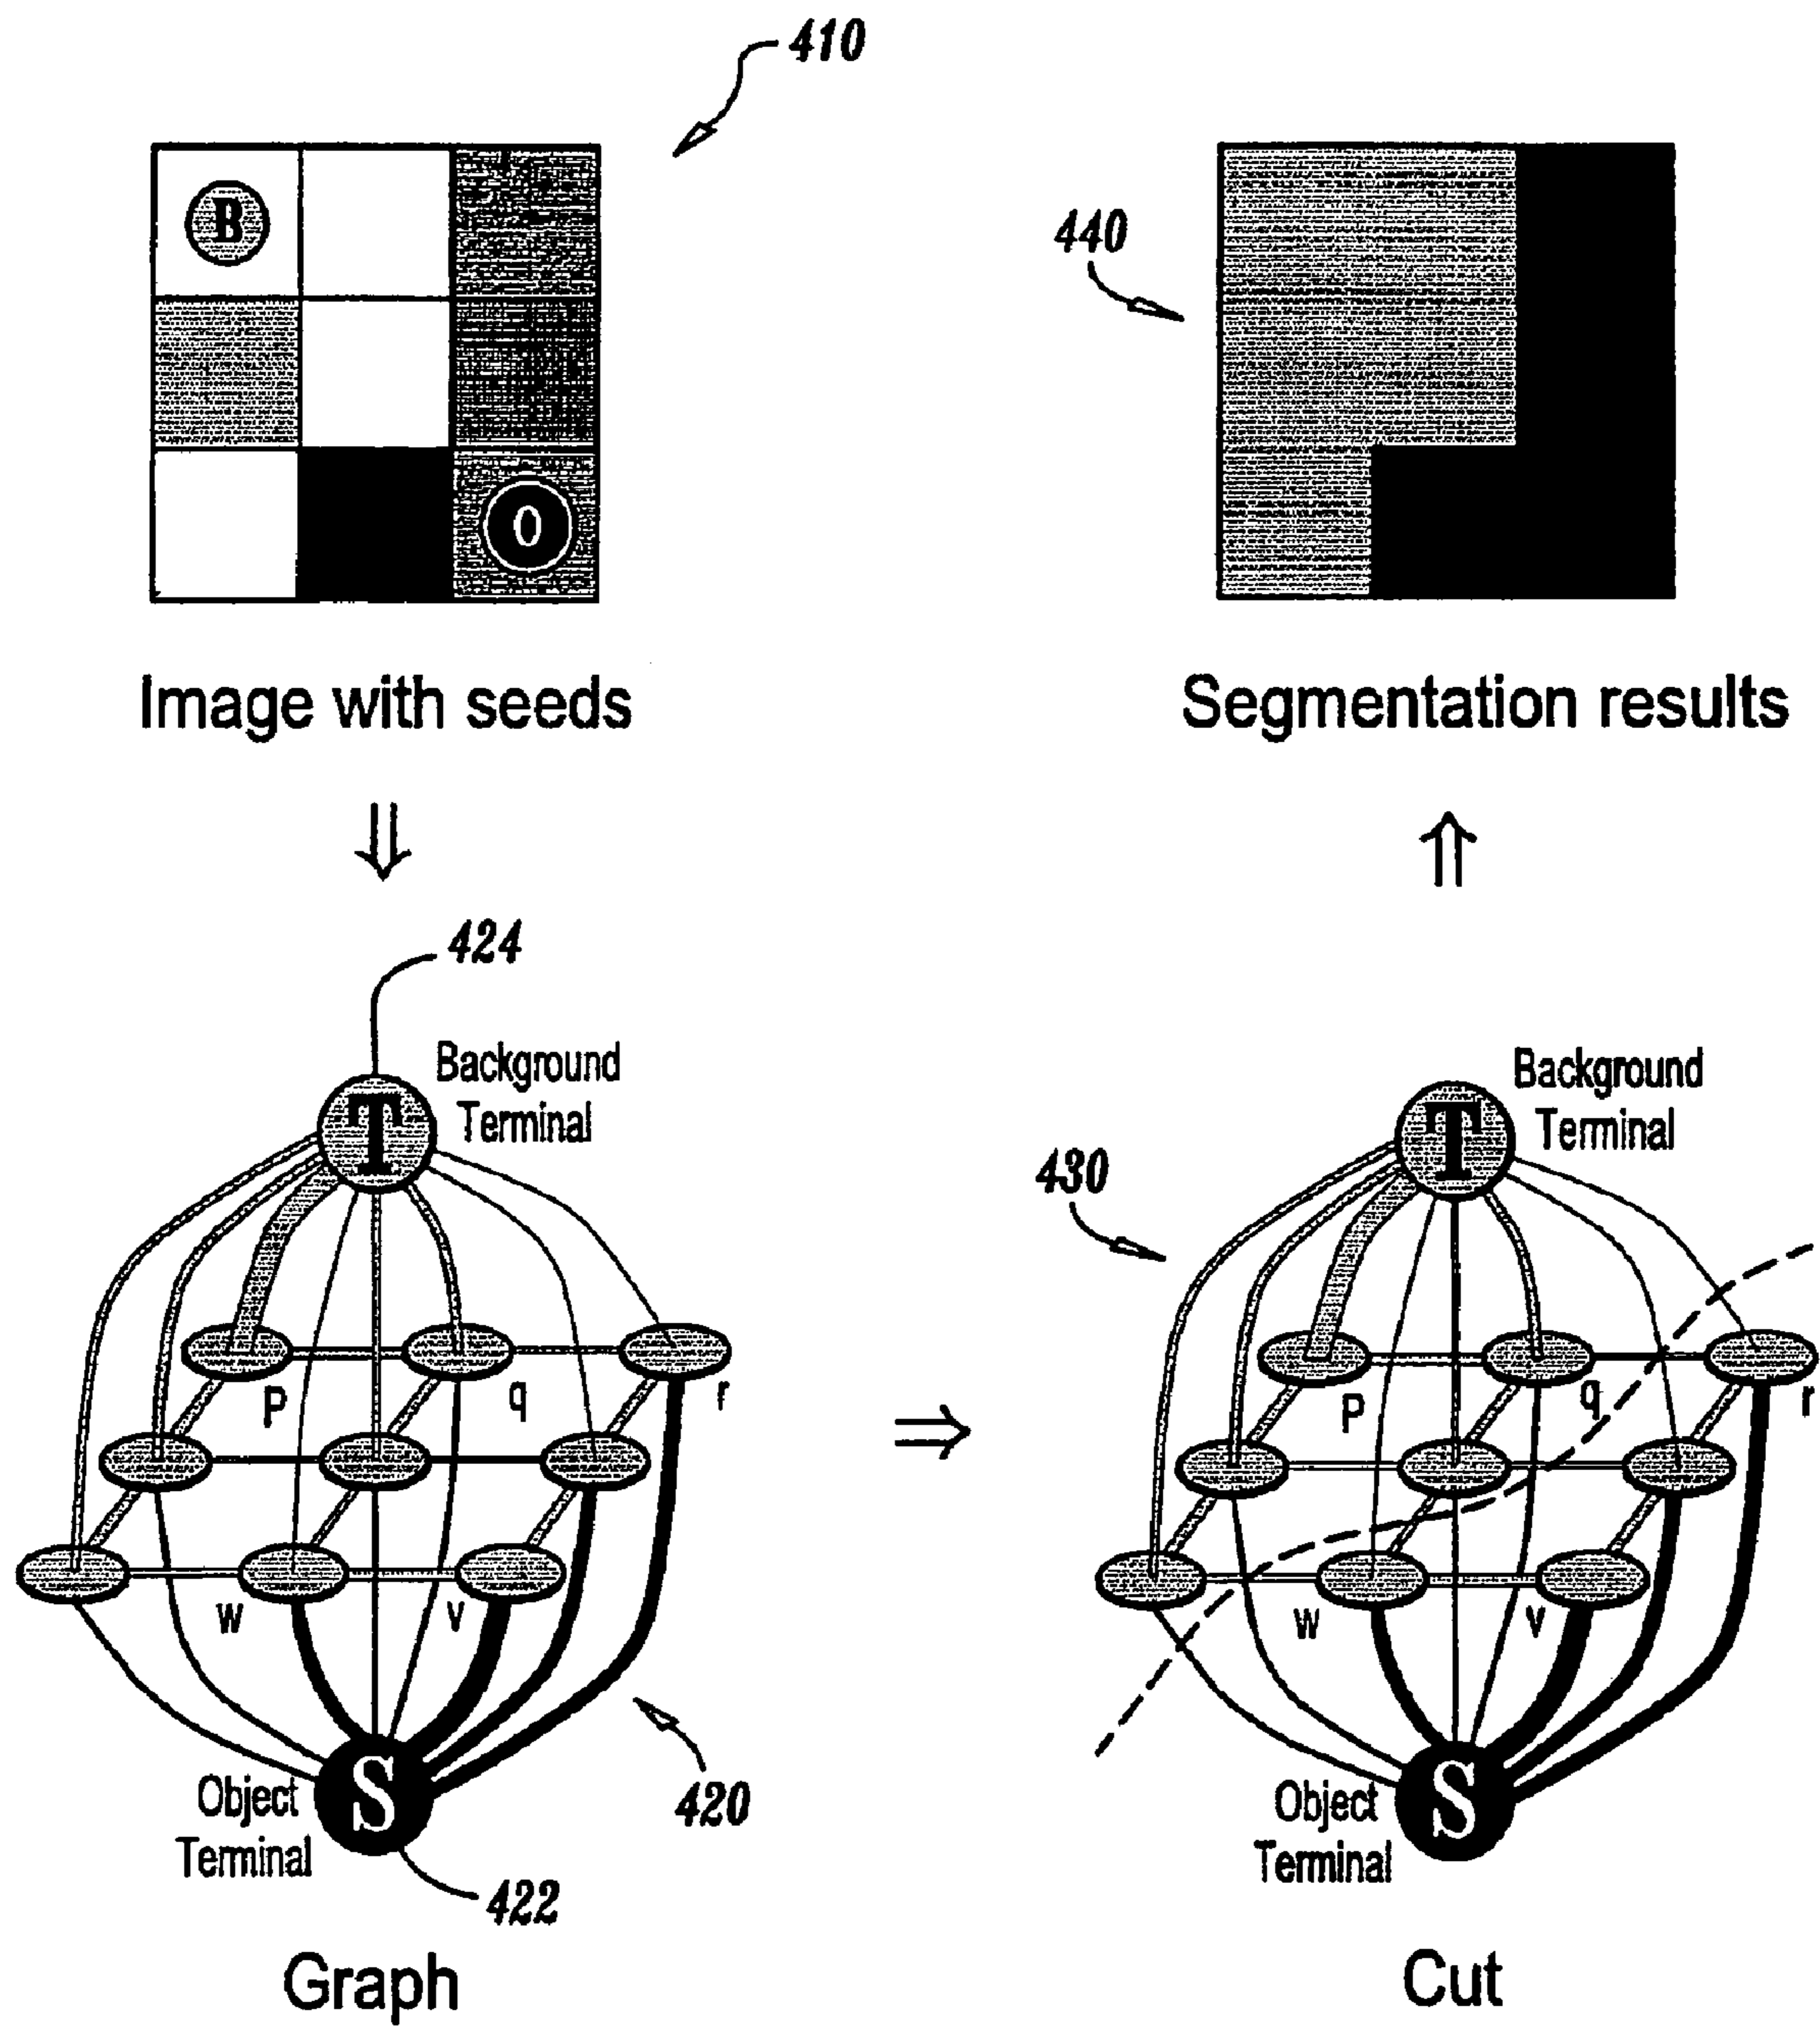 410
B
O
Image with seeds
440
Segmentation results
424
T
Background
Terminal
p
q
r
w
v
S
Object
Terminal
420
422
Graph
430
T
Background
Terminal
p
q
r
w
v
S
Object
Terminal
Cut